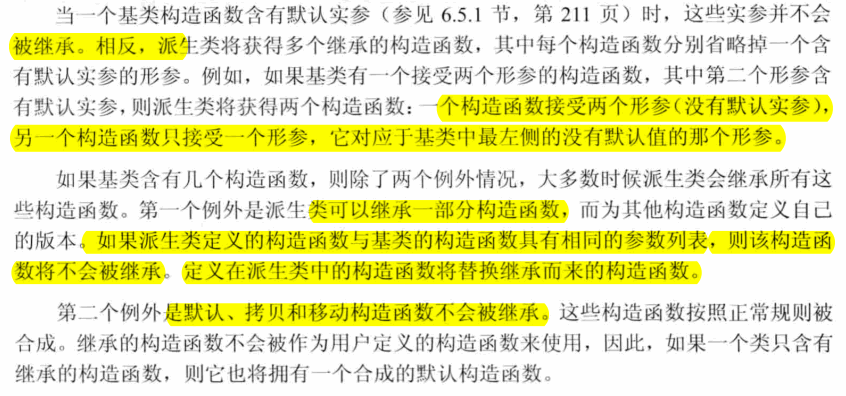 当一个基类构造函数含有默认实参（参见 6.5.1 节，第 211 页）时，这些实参并不会
被继承。相反，派生类将获得多个继承的构造函数，其中每个构造函数分别省略掉一个含
有默认实参的形参。例如，如果基类有一个接受两个形参的构造函数，其中第二个形参含
有默认实参，则派生类将获得两个构造函数：一个构造函数接受两个形参（没有默认实参），
另一个构造函数只接受一个形参，它对应于基类中最左侧的没有默认值的那个形参。
如果基类含有几个构造函数，则除了两个例外情况，大多数时候派生类会继承所有这
些构造函数。第一个例外是派生类可以继承一部分构造函数，而为其他构造函数定义自己
的版本。如果派生类定义的构造函数与基类的构造函数具有相同的参数列表，则该构造函
数将不会被继承。定义在派生类中的构造函数将替换继承而来的构造函数。
第二个例外是默认、拷贝和移动构造函数不会被继承。这些构造函数按照正常规则被
合成。继承的构造函数不会被作为用户定义的构造函数来使用，因此，如果一个类只含有
继承的构造函数，则它也将拥有一个合成的默认构造函数。